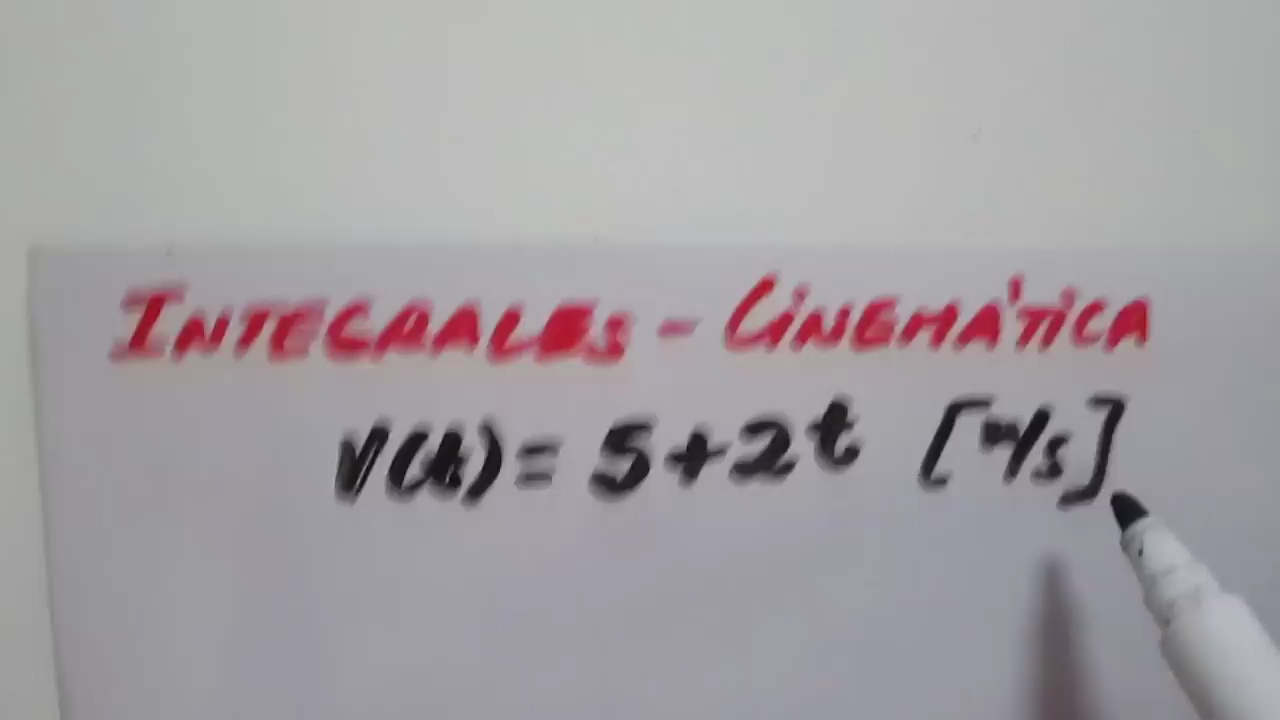 INTEGRALES - CINEMÁTICA
V(t) = 5+2t [m/s]